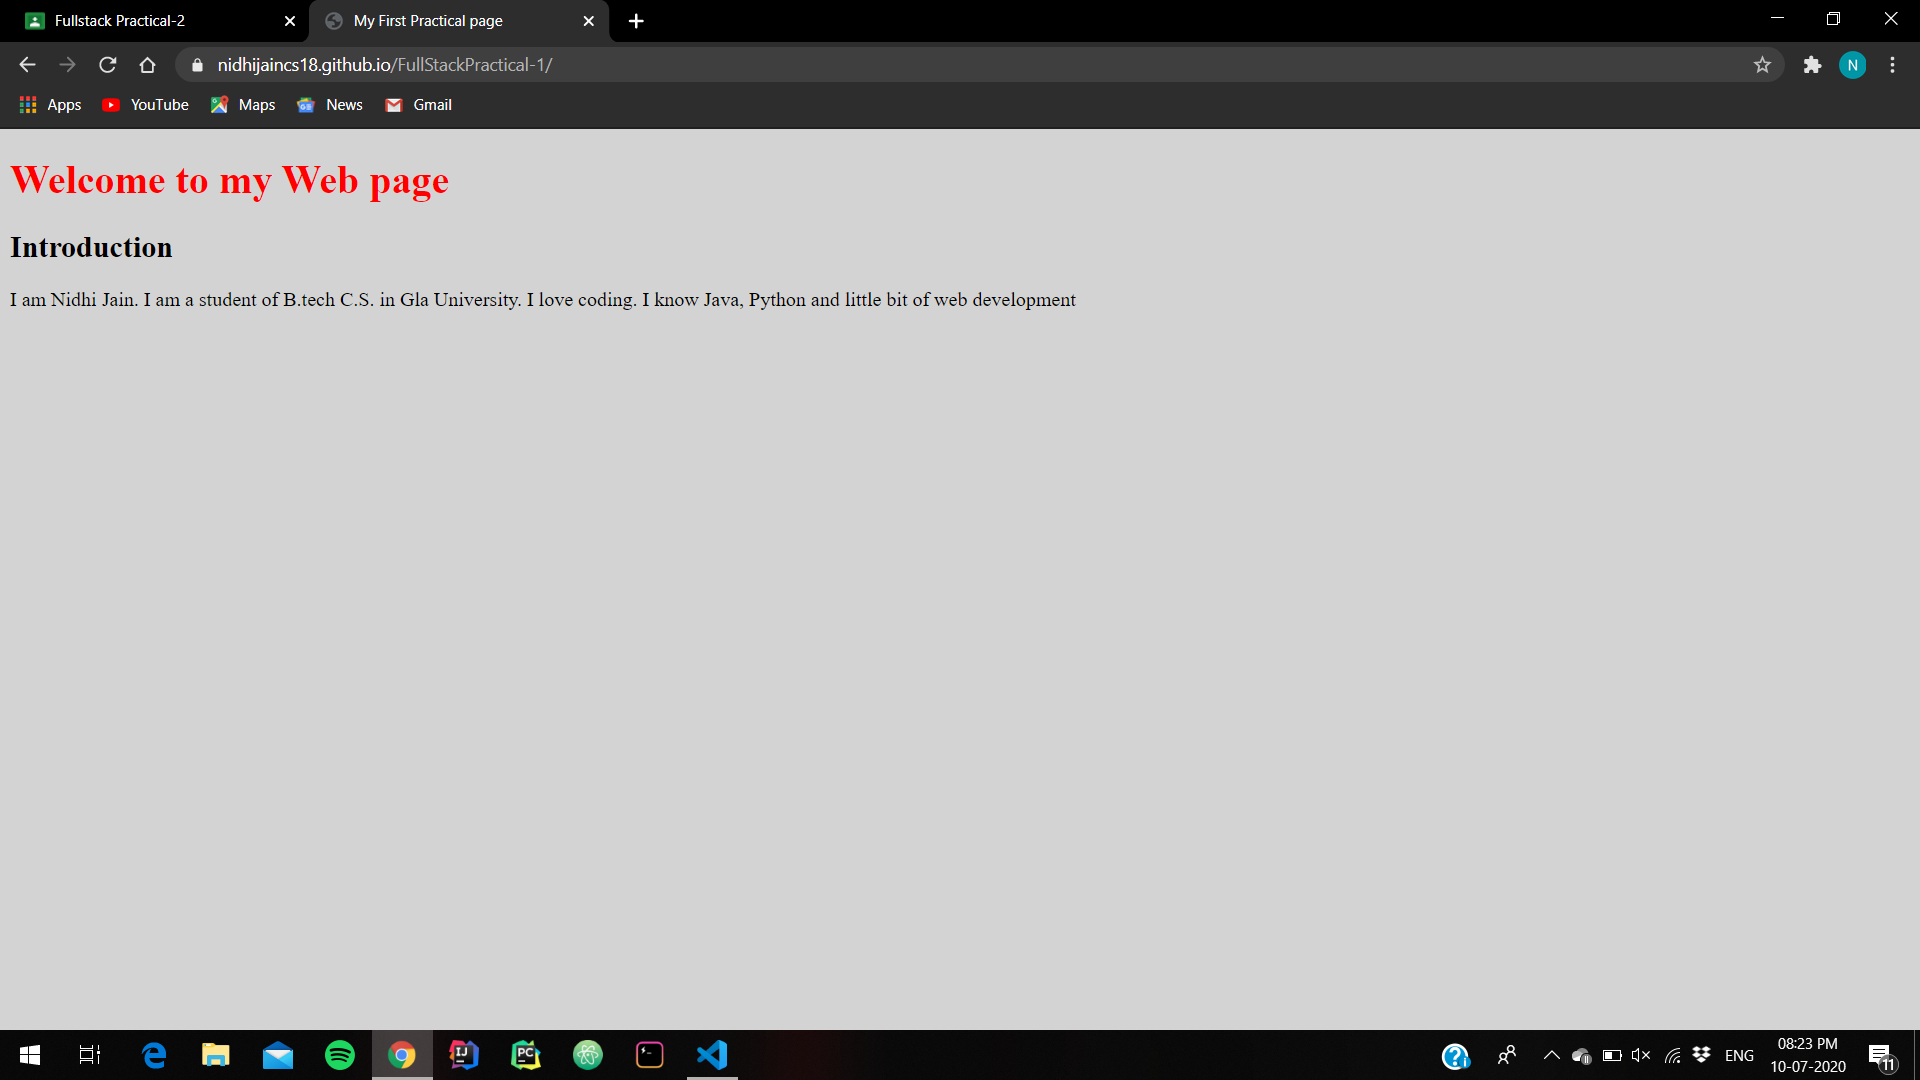 Fullstack Practical-2
My First Practical page
nidhijaincs18.github.io/FullStackPractical-1/
N
Apps
YouTube
Maps
News
Gmail
Welcome to my Web page
Introduction
I am Nidhi Jain. I am a student of B.tech C.S. in Gla University. I love coding. I know Java, Python and little bit of web development
IJ
PC
ENG
08:23 PM
10-07-2020
11